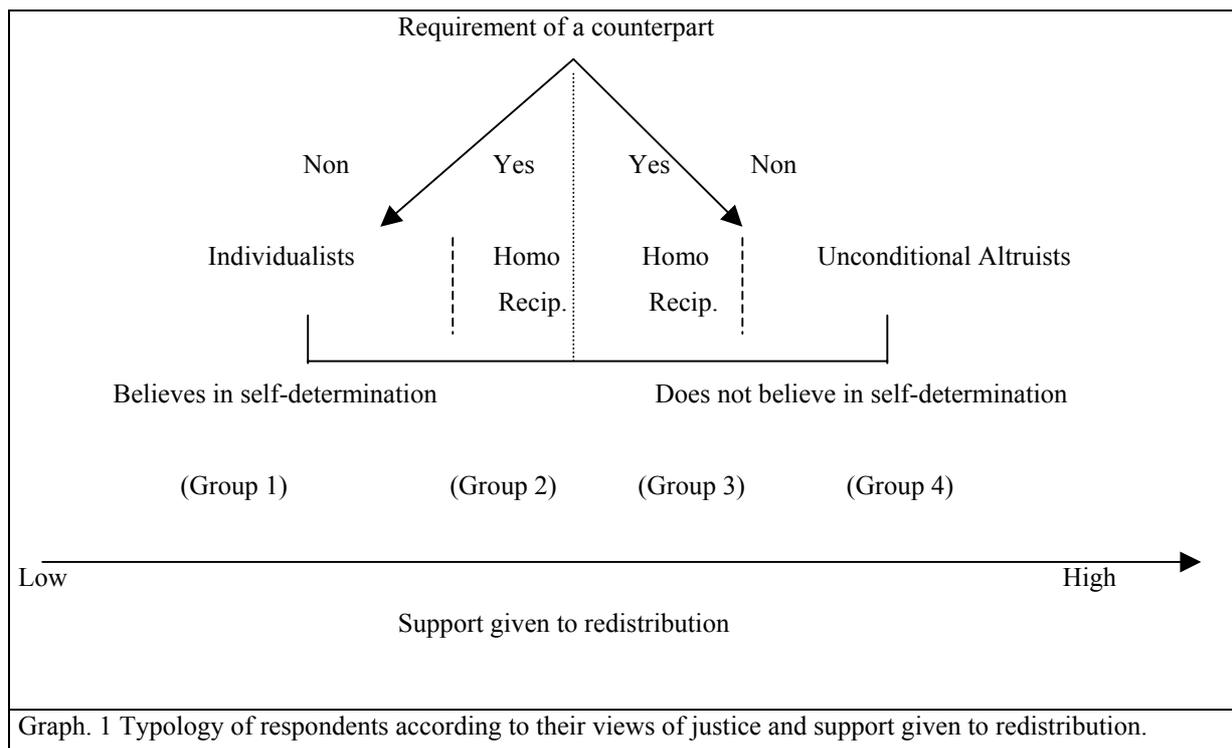 Requirement of a counterpart
Non Yes Yes Non
Individualists Homo Homo Unconditional Altruists
Recip. Recip.
Believes in self-determination Does not believe in self-determination
(Group 1) (Group 2) (Group 3) (Group 4)
Low High
Support given to redistribution
Graph. 1 Typology of respondents according to their views of justice and support given to redistribution.